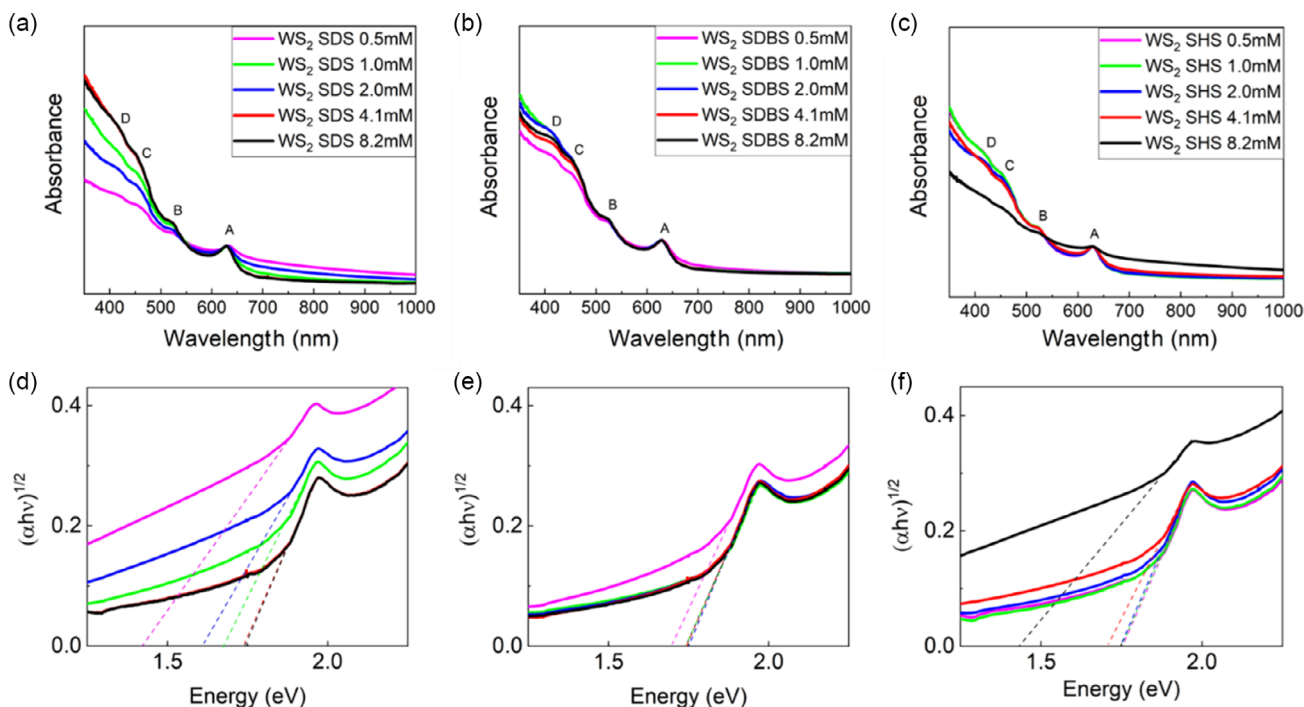 (a)
WS2 SDS 0.5mM
WS2 SDS 1.0mM
WS2 SDS 2.0mM
WS2 SDS 4.1mM
WS2 SDS 8.2mM
D
C
B
A
Absorbance
400 500 600 700 800 900 1000
Wavelength (nm)
(b)
WS2 SDBS 0.5mM
WS2 SDBS 1.0mM
WS2 SDBS 2.0mM
WS2 SDBS 4.1mM
WS2 SDBS 8.2mM
D
C
B
A
Absorbance
400 500 600 700 800 900 1000
Wavelength (nm)
(c)
WS2 SHS 0.5mM
WS2 SHS 1.0mM
WS2 SHS 2.0mM
WS2 SHS 4.1mM
WS2 SHS 8.2mM
D
C
B
A
Absorbance
400 500 600 700 800 900 1000
Wavelength (nm)
(d)
0.4
0.2
0.0
(αhν)1/2
1.5 2.0
Energy (eV)
(e)
0.4
0.2
0.0
(αhν)1/2
1.5 2.0
Energy (eV)
(f)
0.4
0.2
0.0
(αhν)1/2
1.5 2.0
Energy (eV)